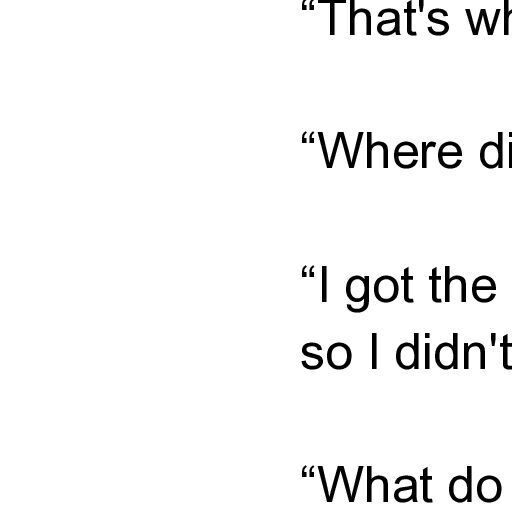 “That's wh
“Where di
“I got the
so I didn't
“What do